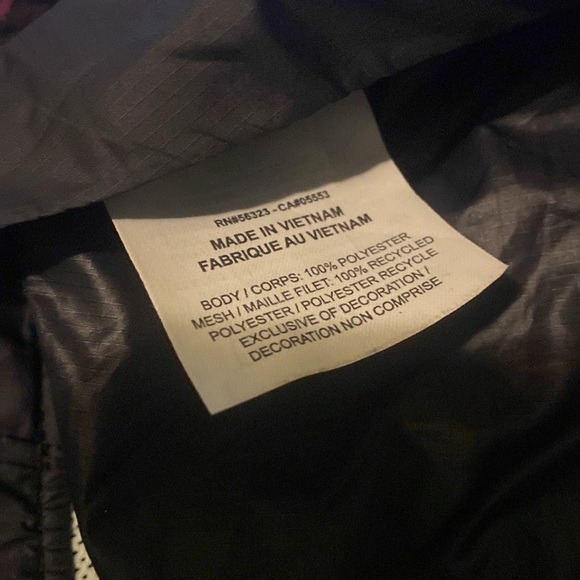 RN#56323 - CA#05553
MADE IN VIETNAM
FABRIQUE AU VIETNAM
BODY / CORPS: 100% POLYESTER
MESH / MAILLE FILET: 100% RECYCLED
POLYESTER / POLYESTER RECYCLE
EXCLUSIVE OF DECORATION /
DECORATION NON COMPRISE